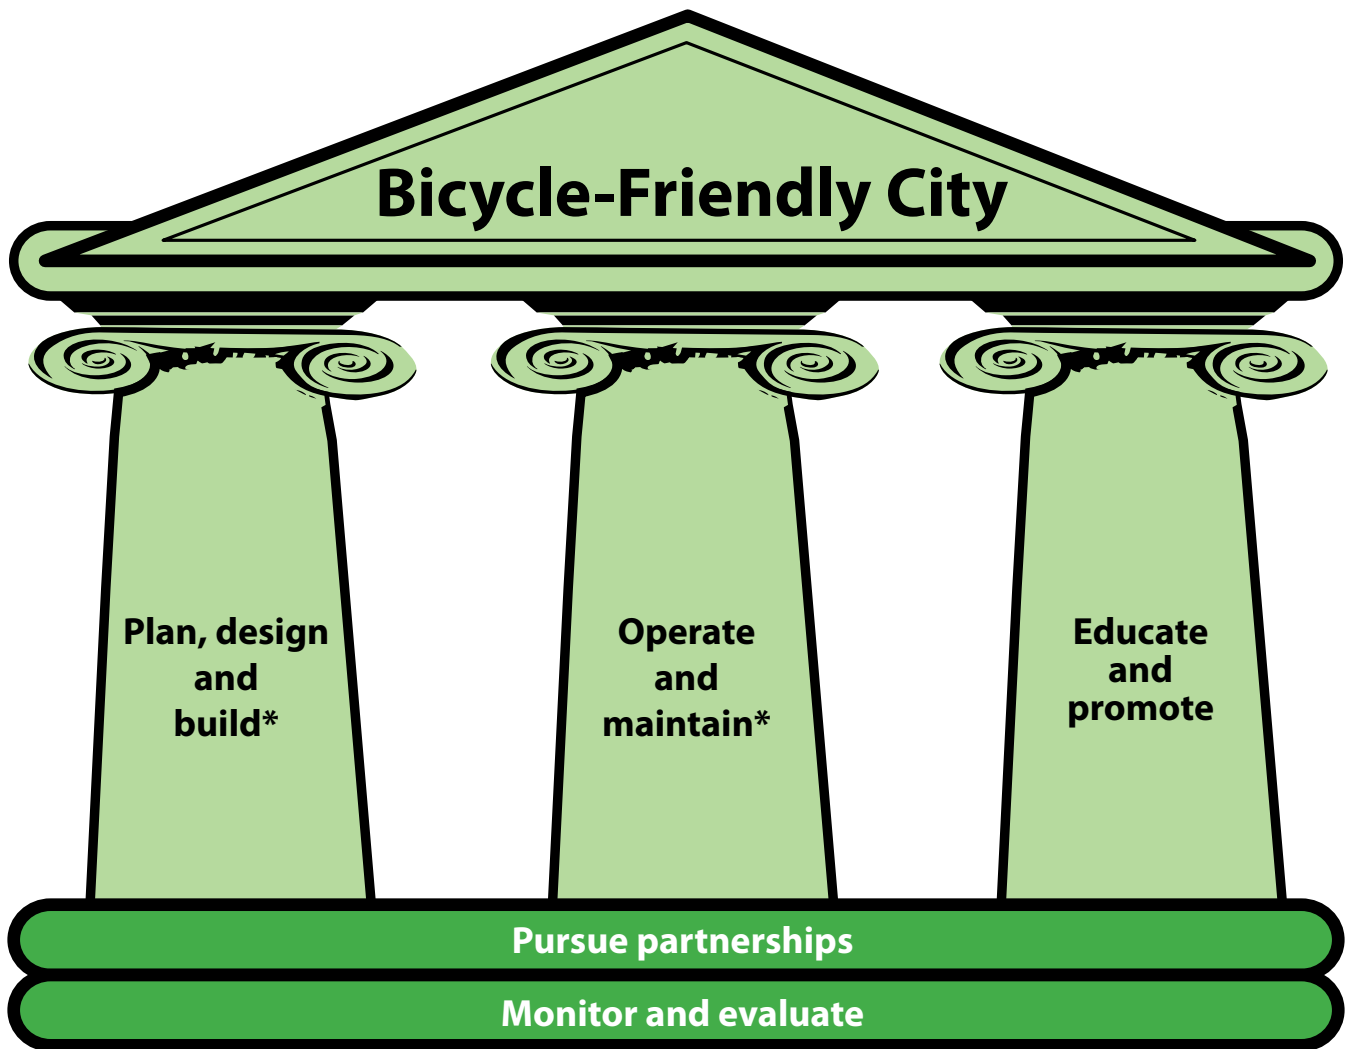 Bicycle-Friendly City
Plan, design
and
build*
Operate
and
maintain*
Educate
and
promote
Pursue partnerships
Monitor and evaluate